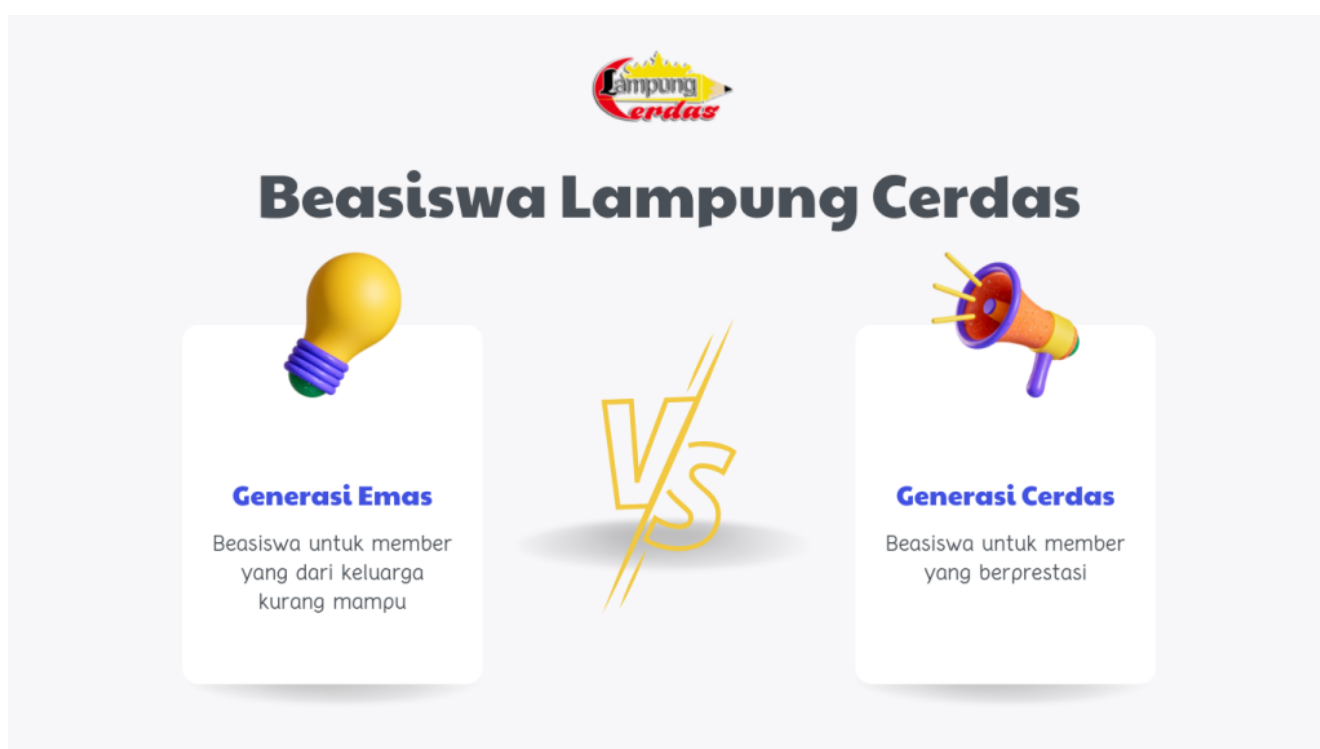 Lampung
Cerdas
Beasiswa Lampung Cerdas
VS
Generasi Emas
Beasiswa untuk member
yang dari keluarga
kurang mampu
Generasi Cerdas
Beasiswa untuk member
yang berprestasi